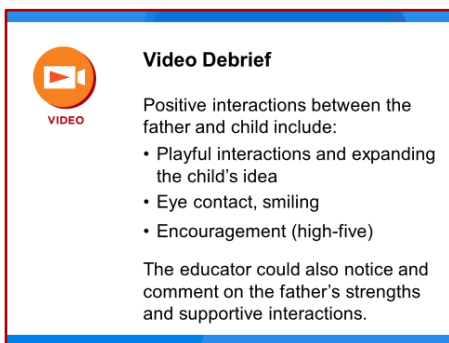 Video Debrief
VIDEO
Positive interactions between the
father and child include:
• Playful interactions and expanding
the child's idea
• Eye contact, smiling
• Encouragement (high-five)
The educator could also notice and
comment on the father's strengths
and supportive interactions.